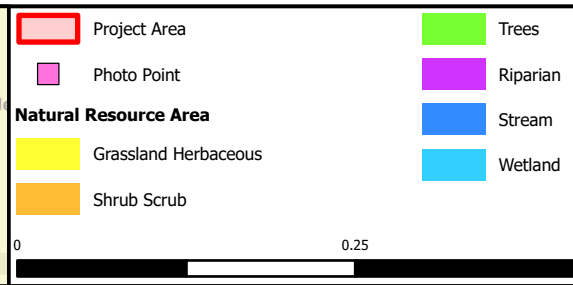 Project Area
Photo Point
Natural Resource Area
Grassland Herbaceous
Shrub Scrub
Trees
Riparian
Stream
Wetland
0
0.25